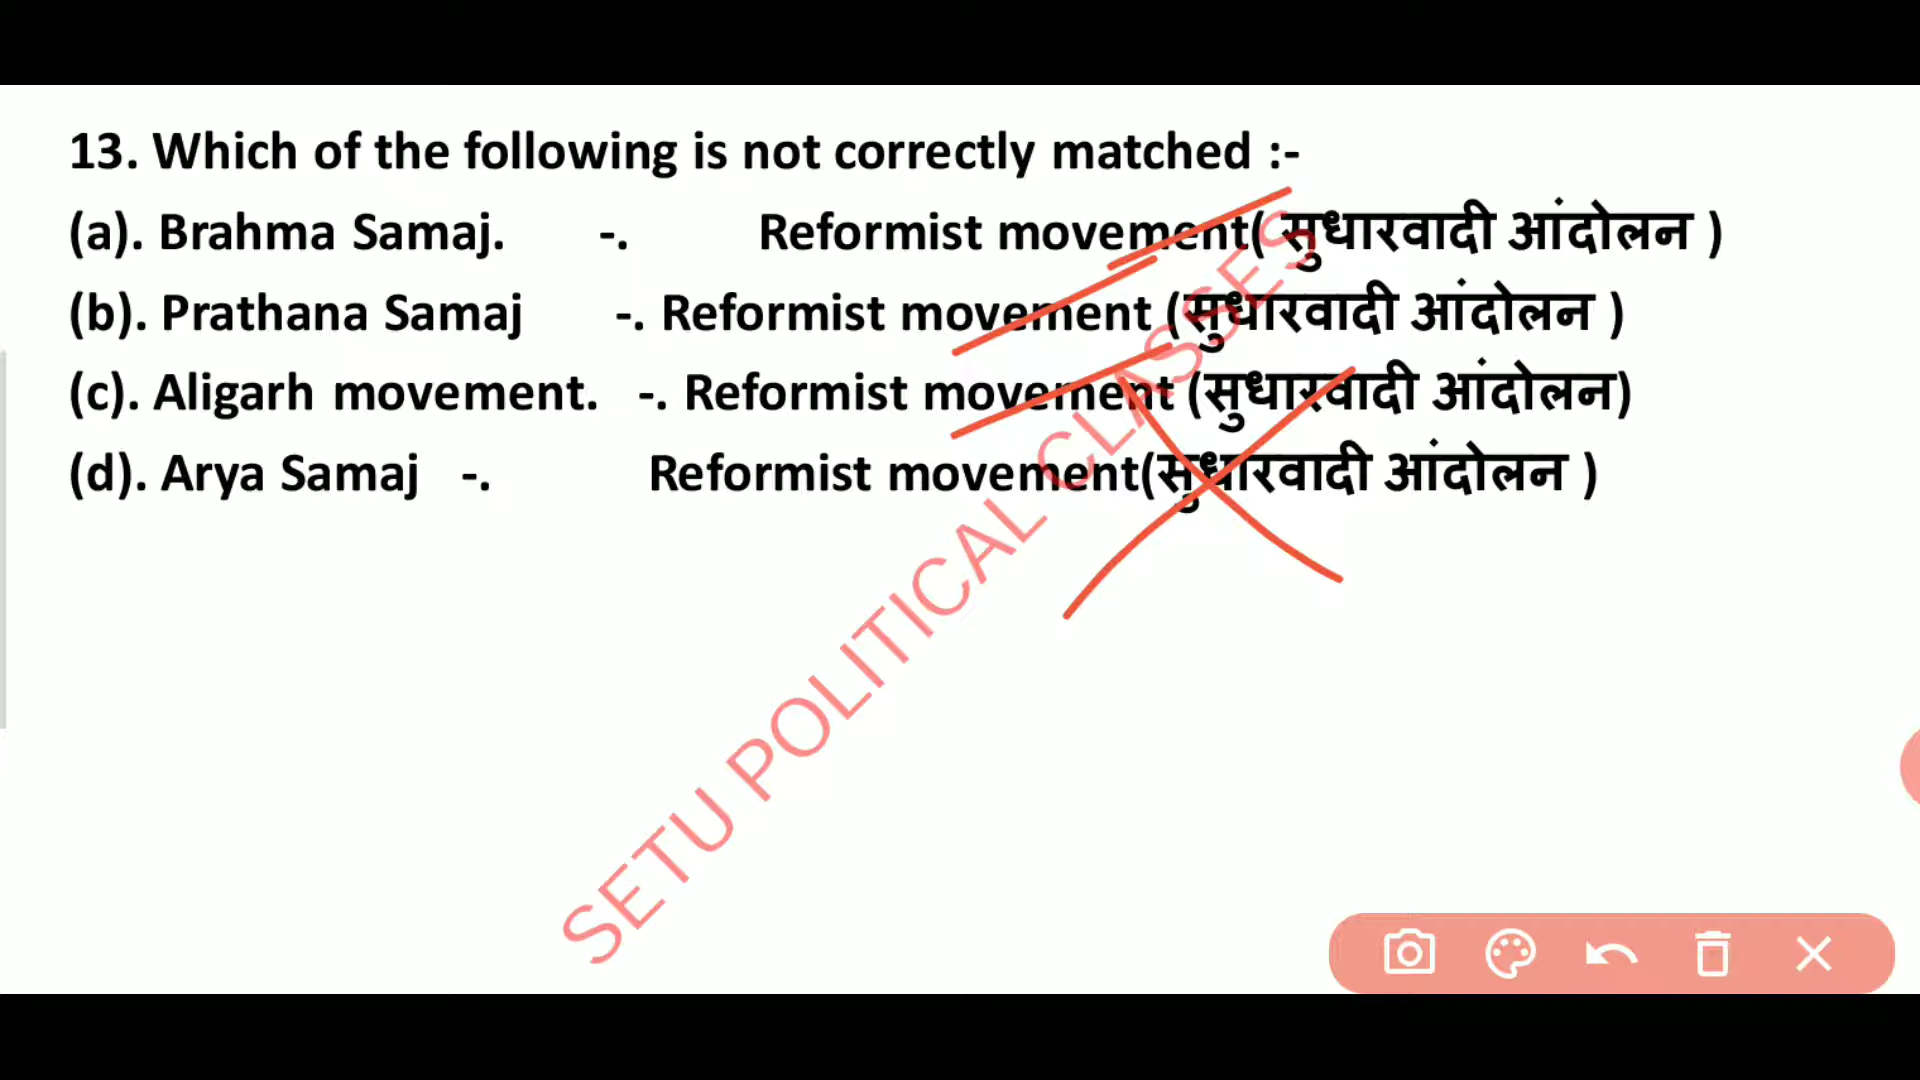 13. Which of the following is not correctly matched :-
(a). Brahma Samaj. -. Reformist movement( सुधारवादी आंदोलन )
(b). Prathana Samaj -. Reformist movement (सुधारवादी आंदोलन )
(c). Aligarh movement. -. Reformist movement (सुधारवादी आंदोलन)
(d). Arya Samaj -. Reformist movement(सुधारवादी आंदोलन )
SETU POLITICAL CLASSES